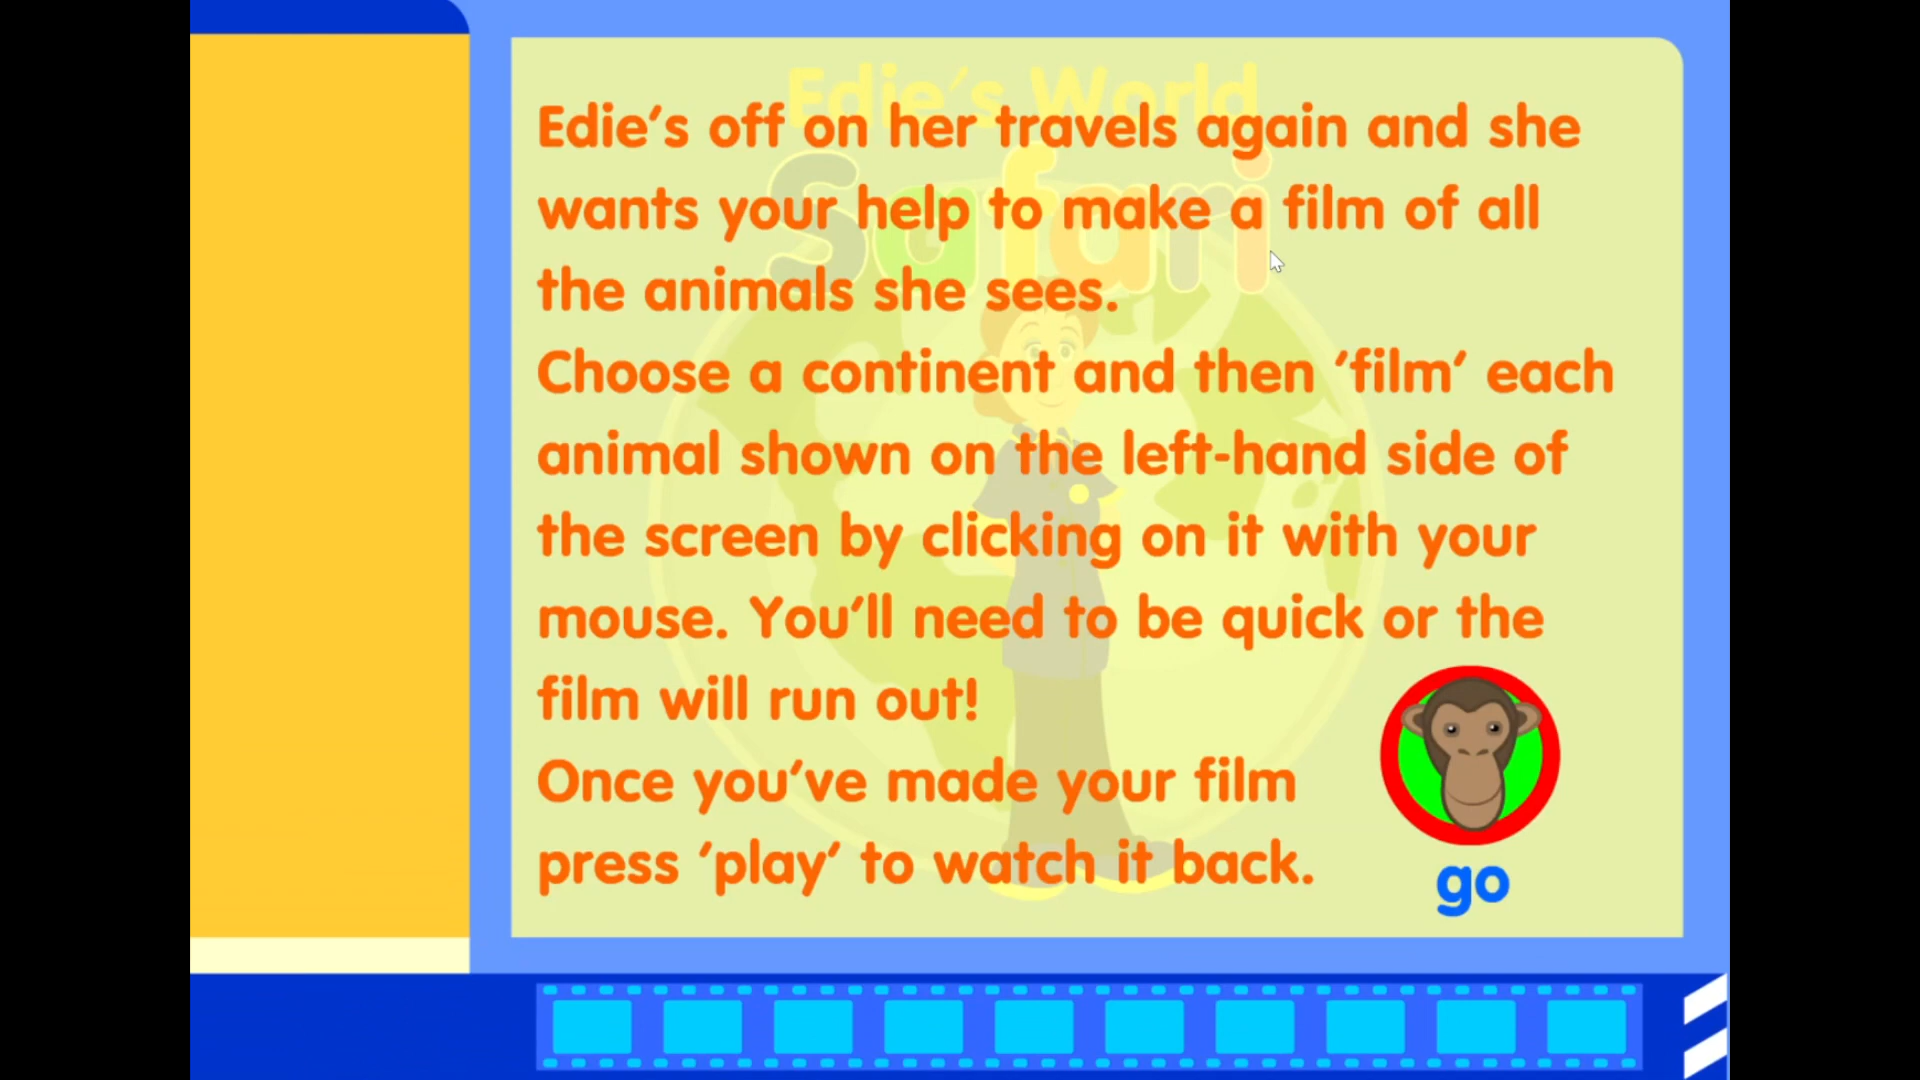 Edie's World
Safari
Edie's off on her travels again and she
wants your help to make a film of all
the animals she sees.
Choose a continent and then 'film' each
animal shown on the left-hand side of
the screen by clicking on it with your
mouse. You'll need to be quick or the
film will run out!
Once you've made your film
press 'play' to watch it back.
go